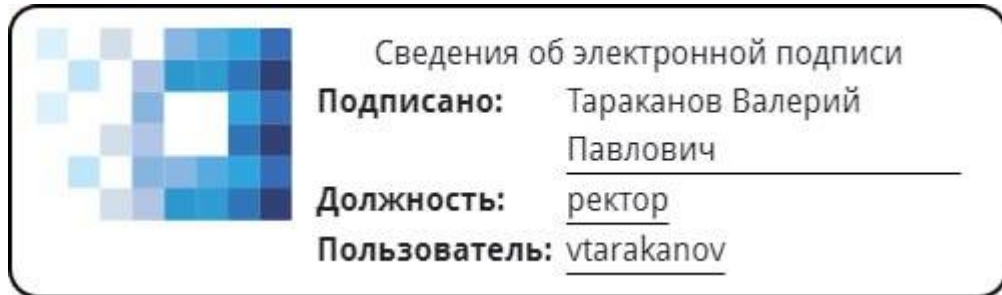 Сведения об электронной подписи
Подписано: Тараканов Валерий
Павлович
Должность: ректор
Пользователь: vtarakanov